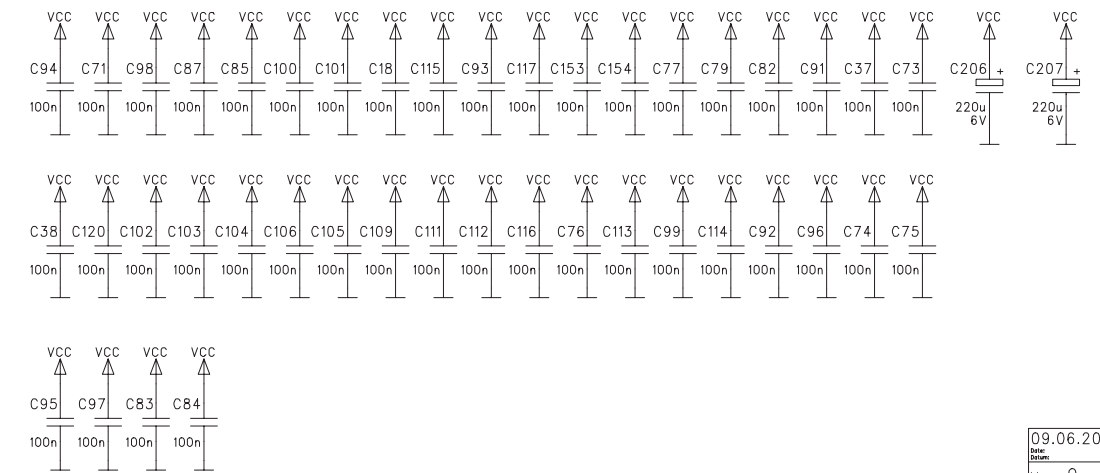 VCC VCC VCC VCC VCC VCC VCC VCC VCC VCC VCC VCC VCC VCC VCC VCC VCC VCC VCC VCC VCC
C94 C71 C98 C87 C85 C100 C101 C18 C115 C93 C117 C153 C154 C77 C79 C82 C91 C37 C73 C206 + C207 +
100n 100n 100n 100n 100n 100n 100n 100n 100n 100n 100n 100n 100n 100n 100n 100n 100n 100n 100n 220u 220u
6V 6V
VCC VCC VCC VCC VCC VCC VCC VCC VCC VCC VCC VCC VCC VCC VCC VCC VCC VCC VCC
C38 C120 C102 C103 C104 C106 C105 C109 C111 C112 C116 C76 C113 C99 C114 C92 C96 C74 C75
100n 100n 100n 100n 100n 100n 100n 100n 100n 100n 100n 100n 100n 100n 100n 100n 100n 100n 100n
VCC VCC VCC VCC
C95 C97 C83 C84
100n 100n 100n 100n
09.06.20
Date:
Datum: